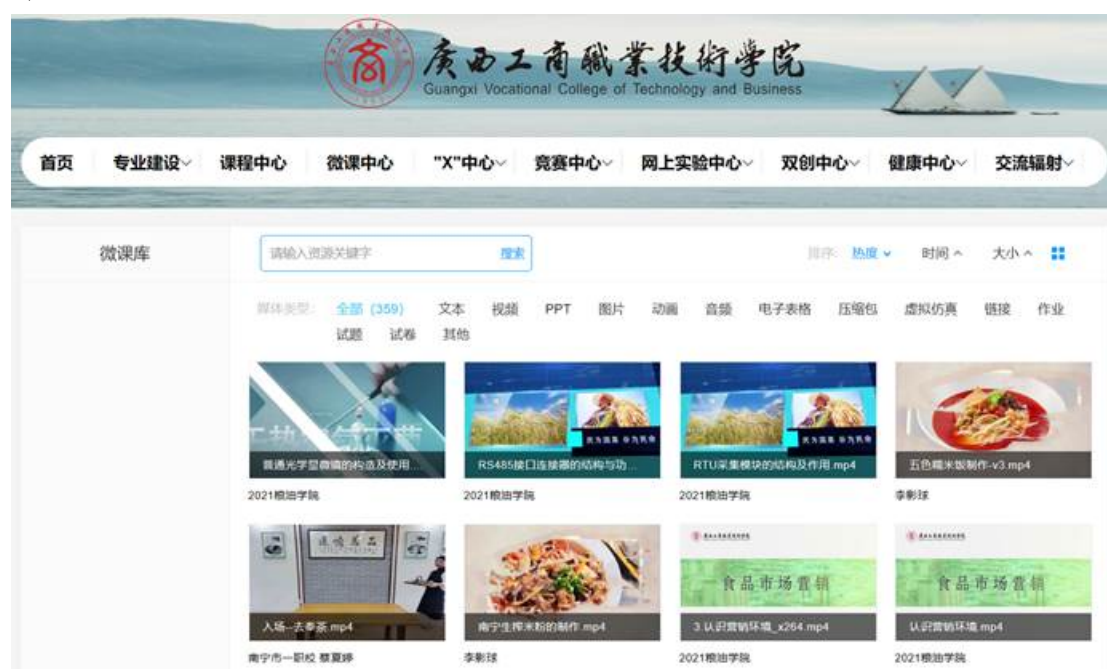 廣西工商職業技術學院
Guangxi Vocational College of Technology and Business
首页 专业建设 课程中心 微课中心 "X"中心 竞赛中心 网上实验中心 双创中心 健康中心 交流辐射
微课库 请输入资源关键字 搜索 排序: 热度 时间 大小
媒体类型: 全部 (359) 文本 视频 PPT 图片 动画 音频 电子表格 压缩包 虚拟仿真 链接 作业
试题 试卷 其他
普通光学显微镜的构造及使用... RS485接口连接器的结构与功... RTU采集模块的结构及作用.mp4 五色糯米饭制作-v3.mp4
2021粮油学院 2021粮油学院 2021粮油学院 李彰球
食品市场营销 食品市场营销
入场--去奉茶.mp4 南宁生榨米粉的制作.mp4 3.认识营销环境_x264.mp4 认识营销环境.mp4
南宁市一职校 蔡夏婷 李彰球 2021粮油学院 2021粮油学院